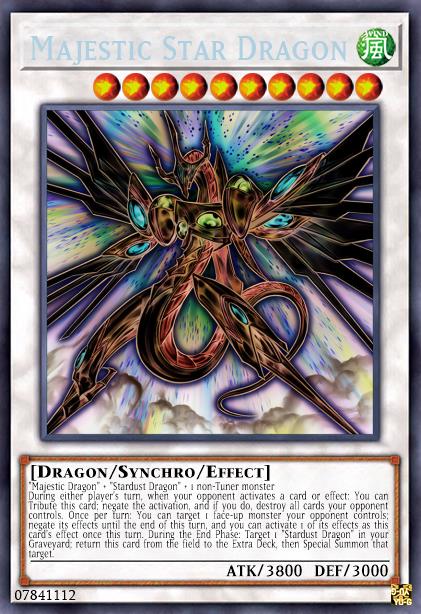 Majestic Star Dragon
WIND
風
[Dragon/Synchro/Effect]
"Majestic Dragon" + "Stardust Dragon" + 1 non-Tuner monster
During either player's turn, when your opponent activates a card or effect: You can
Tribute this card; negate the activation, and if you do, destroy all cards your opponent
controls. Once per turn: You can target 1 face-up monster your opponent controls;
negate its effects until the end of this turn, and you can activate 1 of its effects as this
card's effect once this turn. During the End Phase: Target 1 "Stardust Dragon" in your
Graveyard; return this card from the field to the Extra Deck, then Special Summon that
target.
ATK/3800 DEF/3000
07841112